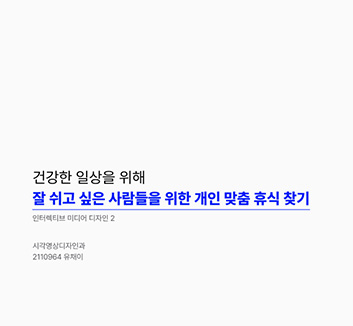 건강한 일상을 위해
잘 쉬고 싶은 사람들을 위한 개인 맞춤 휴식 찾기
인터렉티브 미디어 디자인 2
시각영상디자인과
2110964 유채이